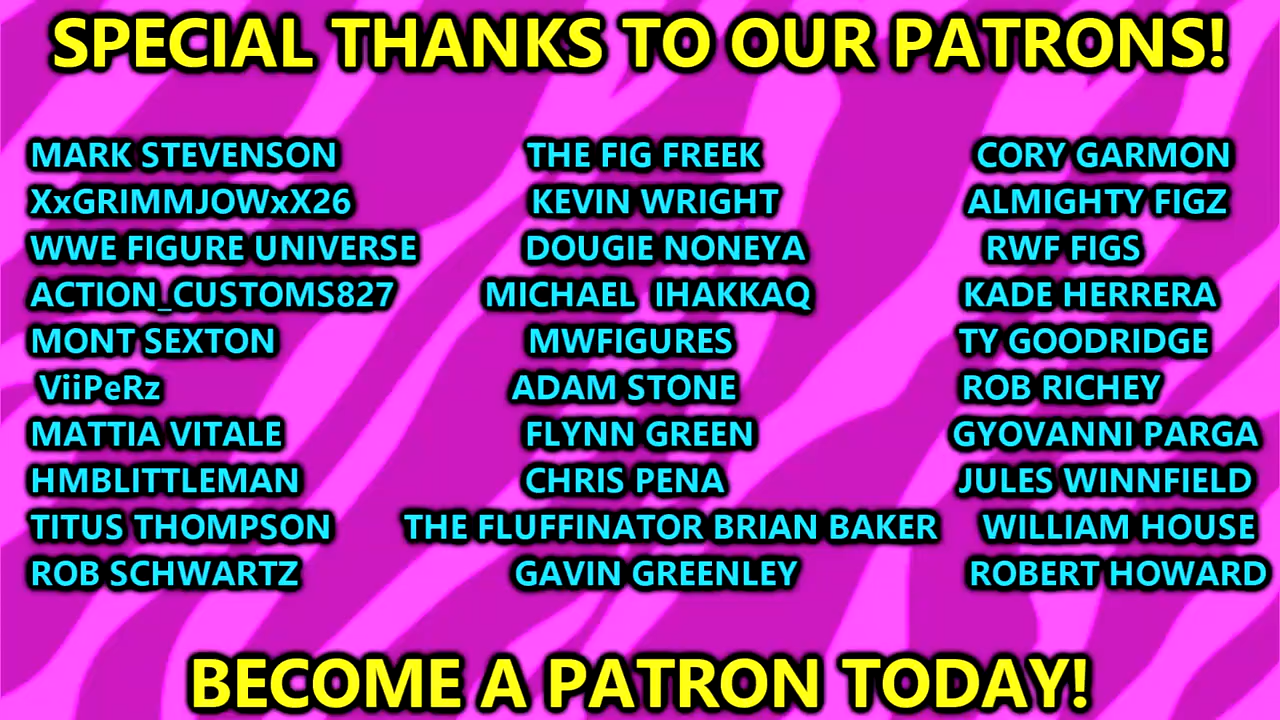 SPECIAL THANKS TO OUR PATRONS!
MARK STEVENSON THE FIG FREEK CORY GARMON
XxGRIMMJOWxX26 KEVIN WRIGHT ALMIGHTY FIGZ
WWE FIGURE UNIVERSE DOUGIE NONEYA RWF FIGS
ACTION_CUSTOMS827 MICHAEL IHAKKAQ KADE HERRERA
MONT SEXTON MWFIGURES TY GOODRIDGE
ViiPeRz ADAM STONE ROB RICHEY
MATTIA VITALE FLYNN GREEN GYOVANNI PARGA
HMBLITTLEMAN CHRIS PENA JULES WINNFIELD
TITUS THOMPSON THE FLUFFINATOR BRIAN BAKER WILLIAM HOUSE
ROB SCHWARTZ GAVIN GREENLEY ROBERT HOWARD
BECOME A PATRON TODAY!